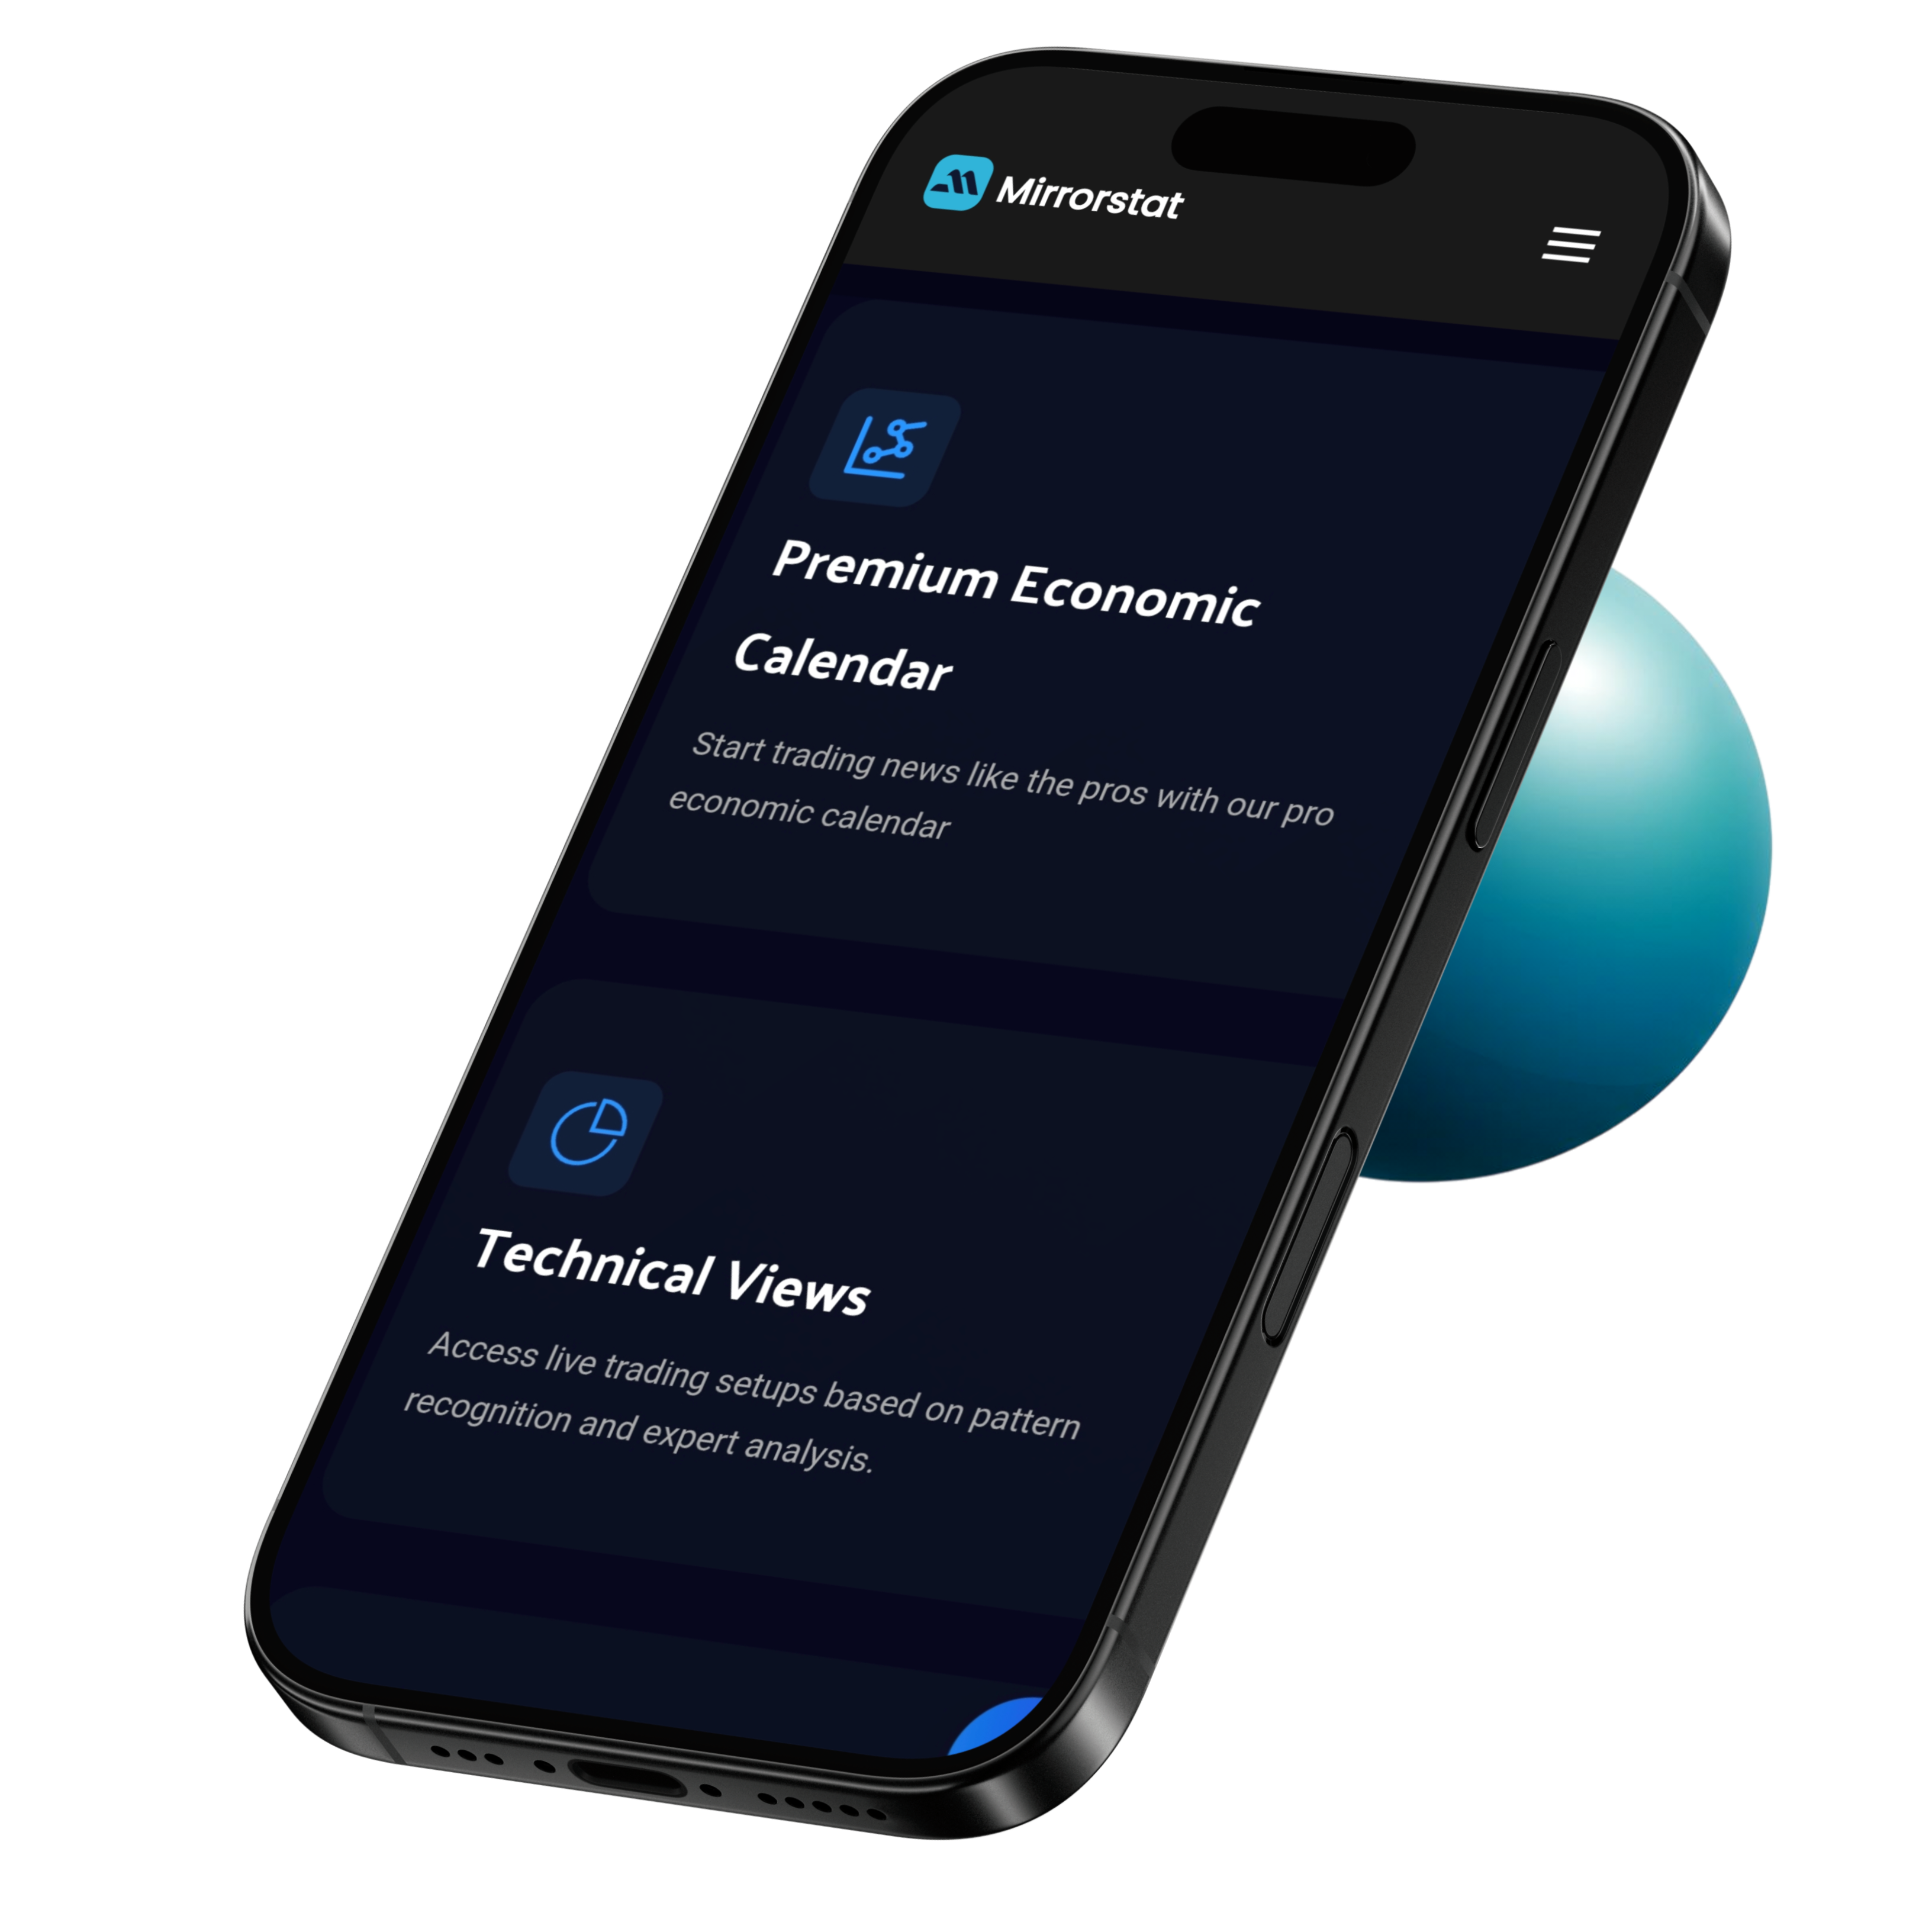 Mirrorstat
Premium Economic
Calendar
Start trading news like the pros with our pro
economic calendar
Technical Views
Access live trading setups based on pattern
recognition and expert analysis.